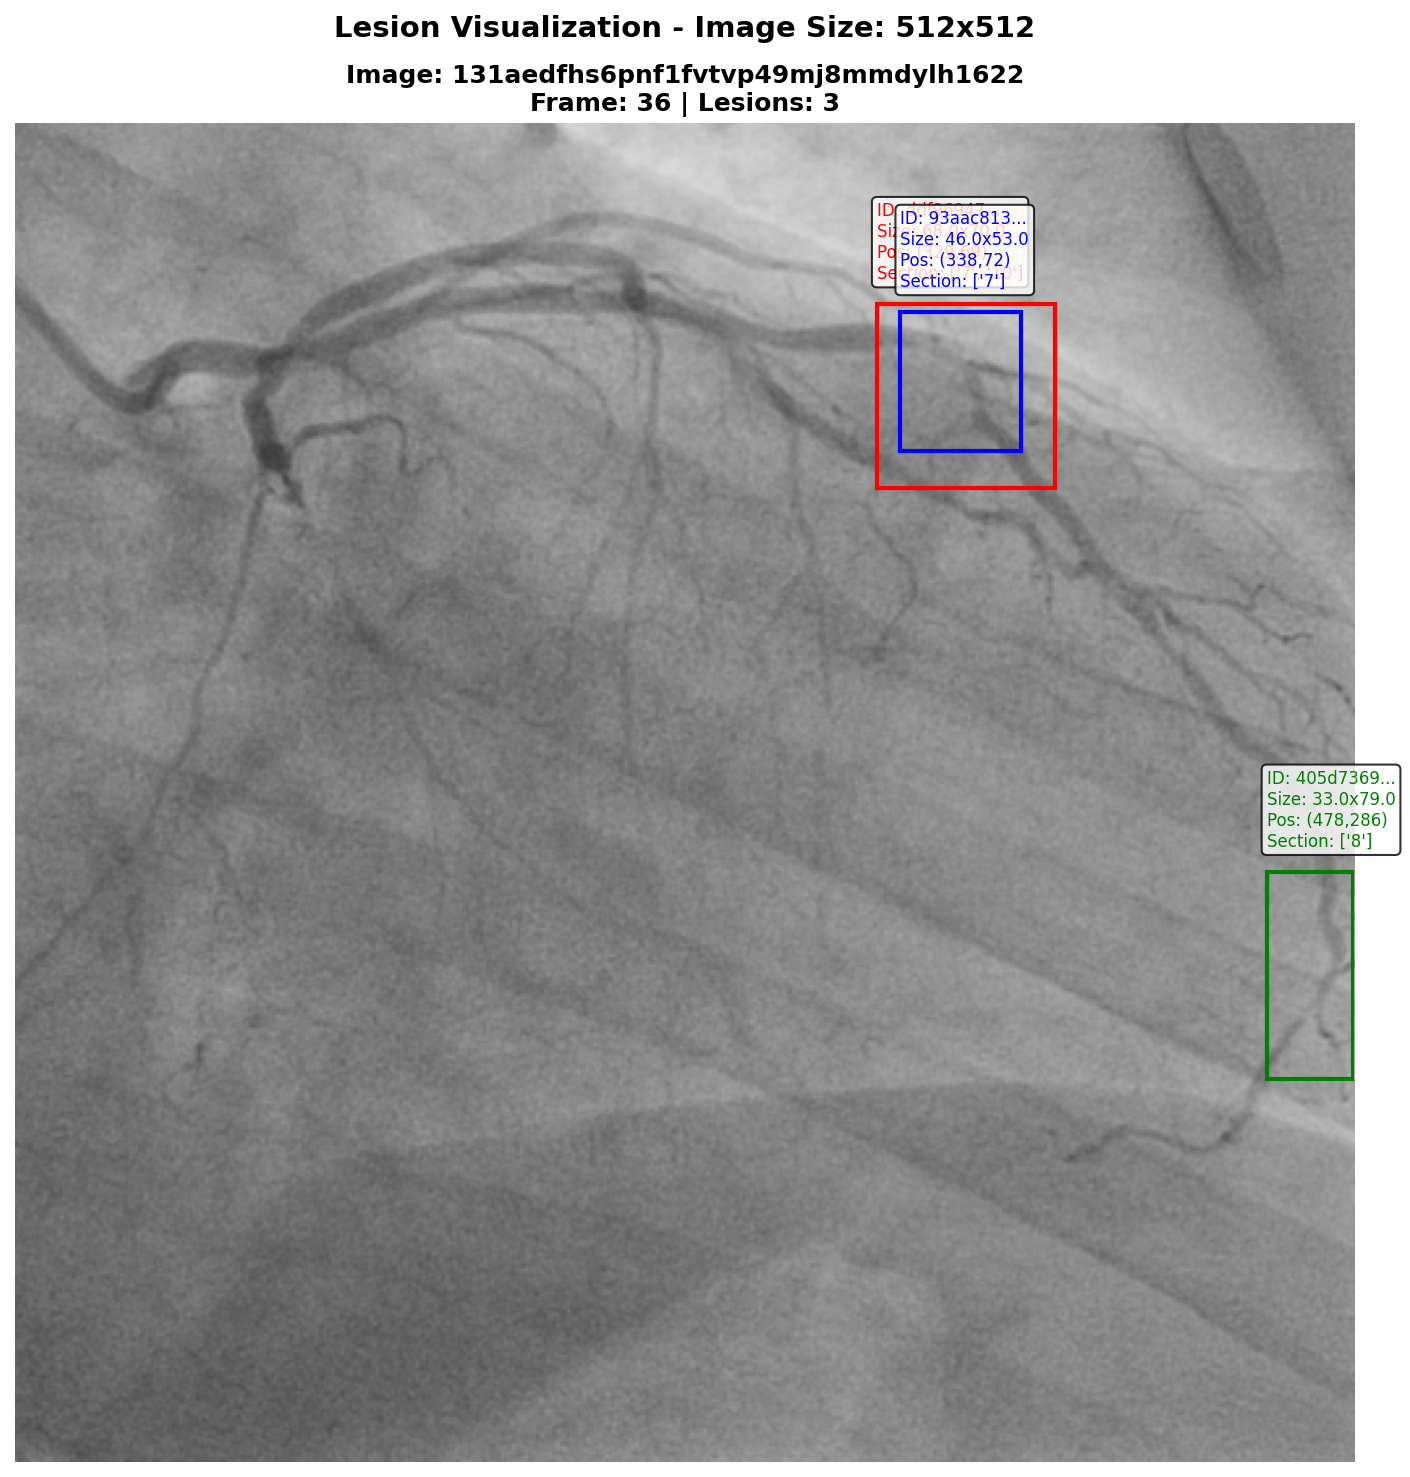 Lesion Visualization - Image Size: 512x512
Image: 131aedfhs6pnf1fvtvp49mj8mmdylh1622
Frame: 36 | Lesions: 3
ID: 93aac813...
Size: 46.0x53.0
Pos: (338,72)
Section: ['7']
ID: 405d7369...
Size: 33.0x79.0
Pos: (478,286)
Section: ['8']